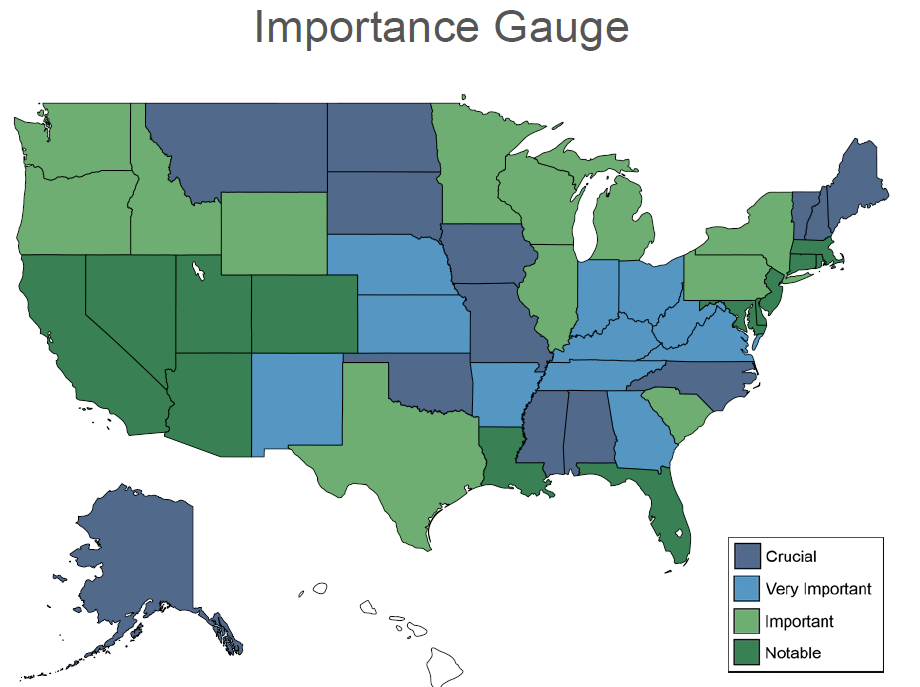 Importance Gauge
Crucial
Very Important
Important
Notable